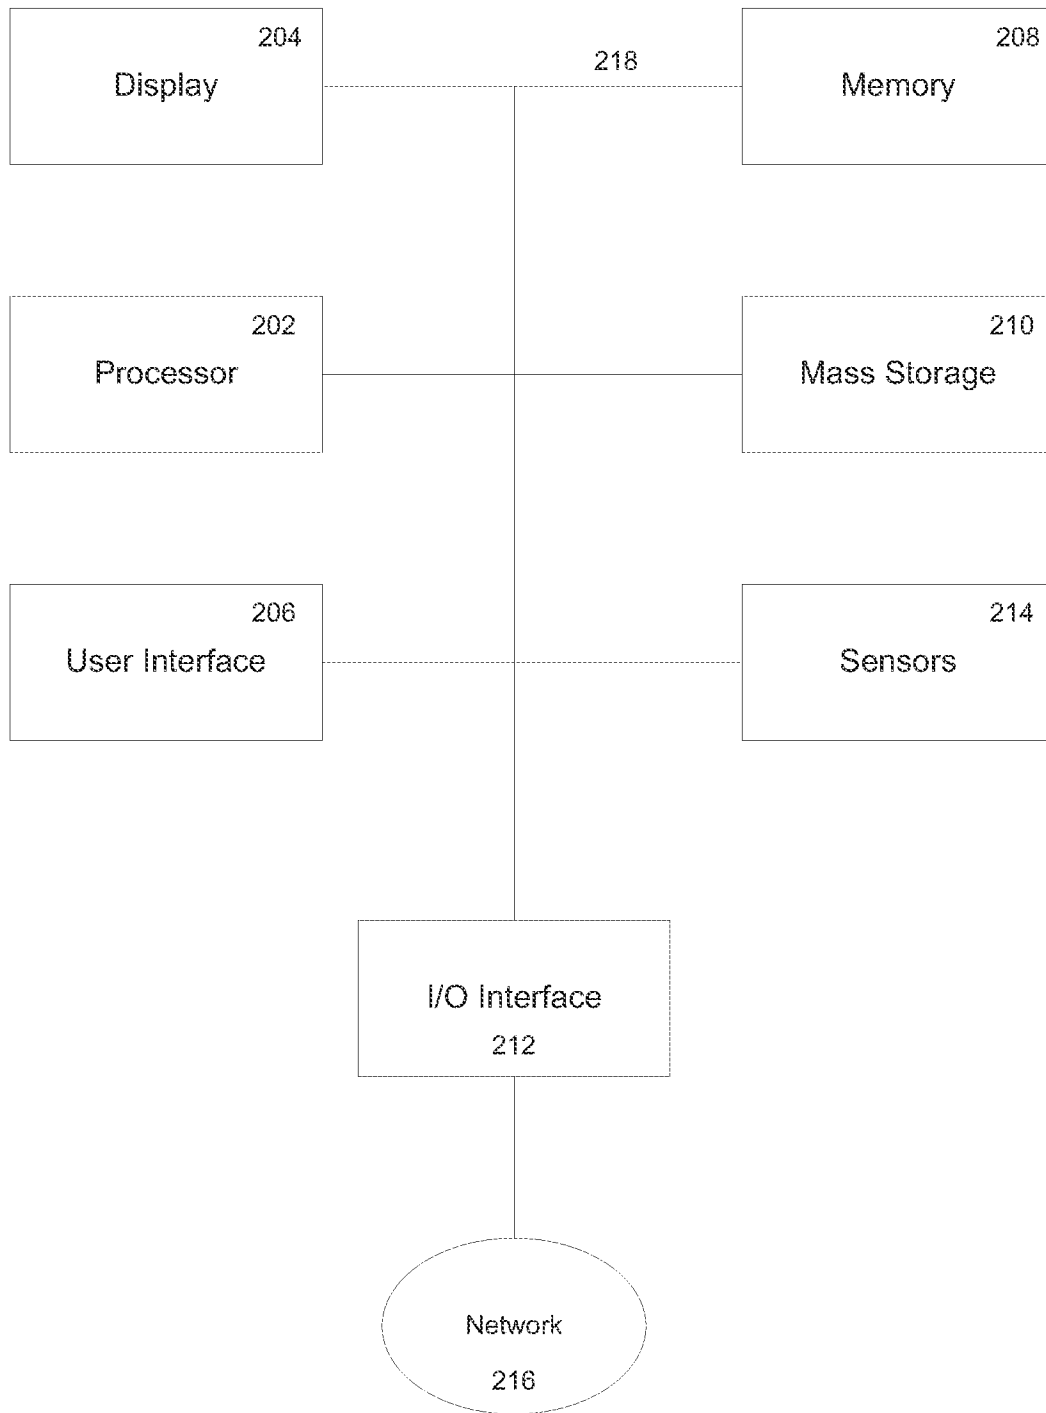 204
Display
218
208
Memory
202
Processor
210
Mass Storage
206
User Interface
214
Sensors
I/O Interface
212
Network
216